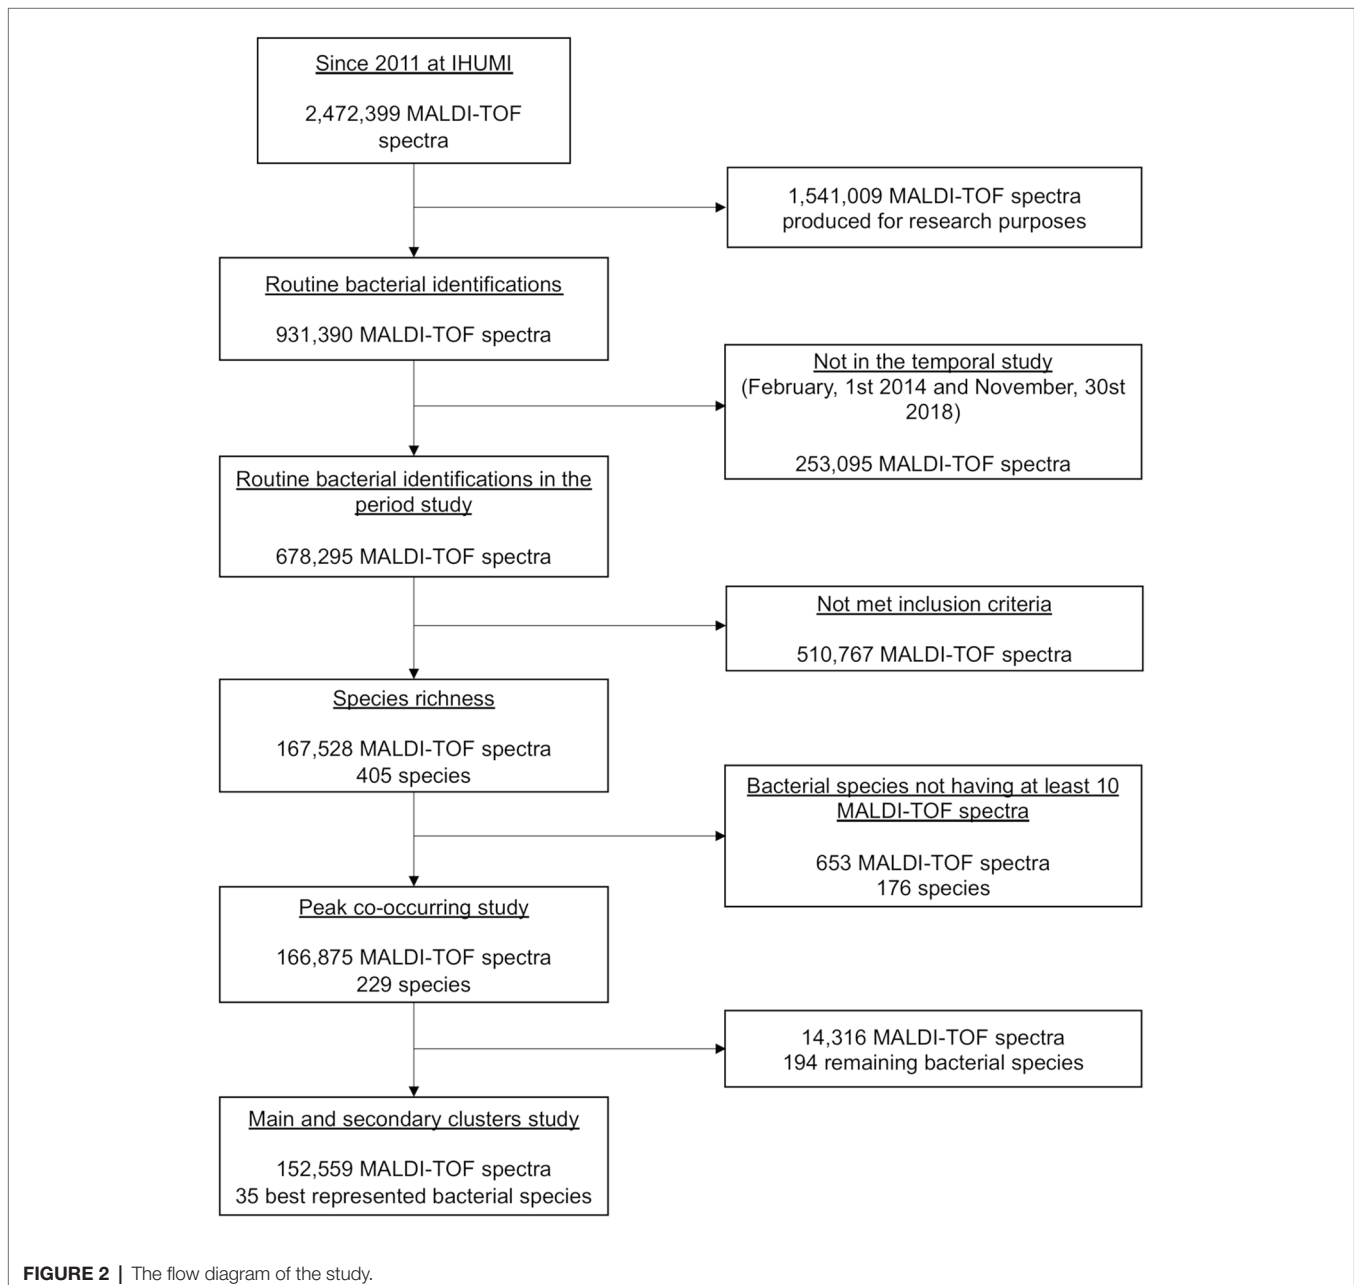 Since 2011 at IHUMI
2,472,399 MALDI-TOF
spectra
1,541,009 MALDI-TOF spectra
produced for research purposes
Routine bacterial identifications
931,390 MALDI-TOF spectra
Not in the temporal study
(February, 1st 2014 and November, 30st
2018)
253,095 MALDI-TOF spectra
Routine bacterial identifications in the
period study
678,295 MALDI-TOF spectra
Not met inclusion criteria
510,767 MALDI-TOF spectra
Species richness
167,528 MALDI-TOF spectra
405 species
Bacterial species not having at least 10
MALDI-TOF spectra
653 MALDI-TOF spectra
176 species
Peak co-occurring study
166,875 MALDI-TOF spectra
229 species
14,316 MALDI-TOF spectra
194 remaining bacterial species
Main and secondary clusters study
152,559 MALDI-TOF spectra
35 best represented bacterial species
FIGURE 2 | The flow diagram of the study.